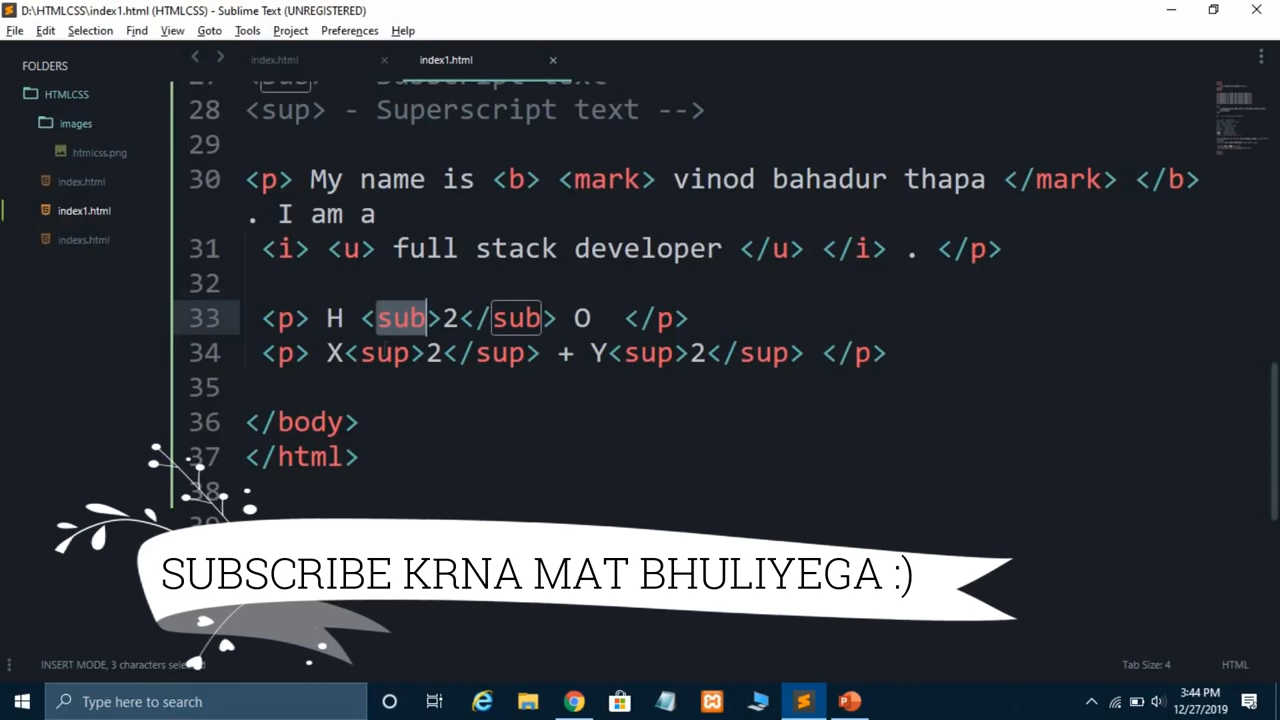 D:\HTMLCSS\index1.html (HTMLCSS) - Sublime Text (UNREGISTERED)
File Edit Selection Find View Goto Tools Project Preferences Help
FOLDERS
HTMLCSS
images
htmlcss.png
index.html
index1.html
indexs.html
index.html × index1.html ×
28 <sup> - Superscript text -->
29
30 <p> My name is <b> <mark> vinod bahadur thapa </mark> </b>
. I am a
31 <i> <u> full stack developer </u> </i> . </p>
32
33 <p> H <sub>2</sub> O </p>
34 <p> X<sup>2</sup> + Y<sup>2</sup> </p>
35
36 </body>
37 </html>
38
SUBSCRIBE KRNA MAT BHULIYEGA :)
INSERT MODE, 3 characters
Tab Size: 4 HTML
Type here to search
3:44 PM
12/27/2019